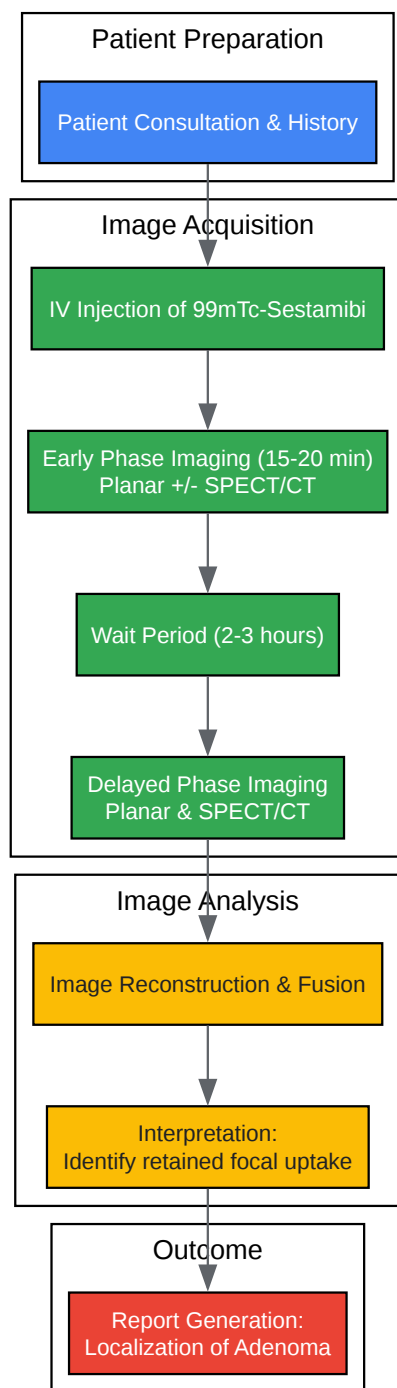 Patient Preparation
Patient Consultation & History
Image Acquisition
IV Injection of 99mTc-Sestamibi
Early Phase Imaging (15-20 min)
Planar +/- SPECT/CT
Wait Period (2-3 hours)
Delayed Phase Imaging
Planar & SPECT/CT
Image Analysis
Image Reconstruction & Fusion
Interpretation:
Identify retained focal uptake
Outcome
Report Generation:
Localization of Adenoma